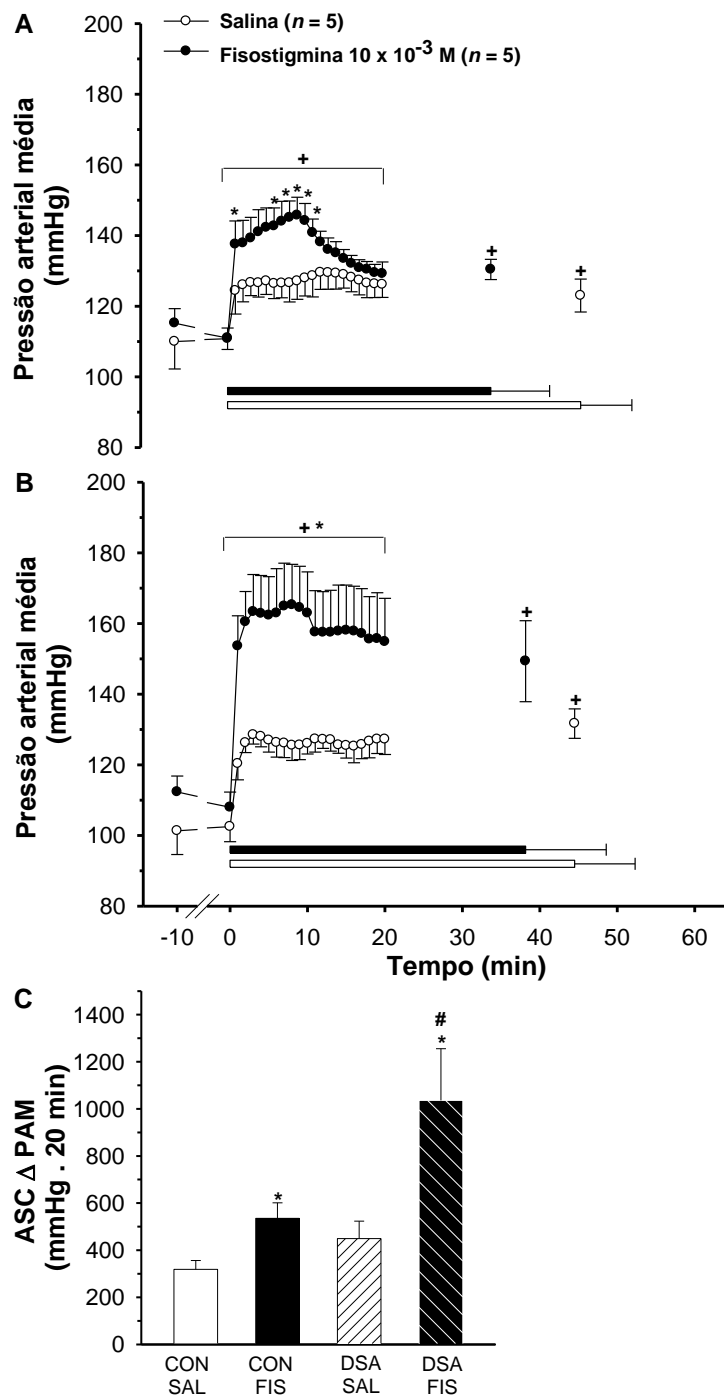 A
Salina (n = 5)
Fisostigmina 10 x 10⁻³ M (n = 5)
Pressão arterial média
(mmHg)
200
180
160
140
120
100
80
+
* * * * * *
+
+
B
Pressão arterial média
(mmHg)
200
180
160
140
120
100
80
+ *
+
+
-10 0 10 20 30 40 50 60
Tempo (min)
C
ASC Δ PAM
(mmHg . 20 min)
1400
1200
1000
800
600
400
200
0
*
#
*
CON CON DSA DSA
SAL FIS SAL FIS